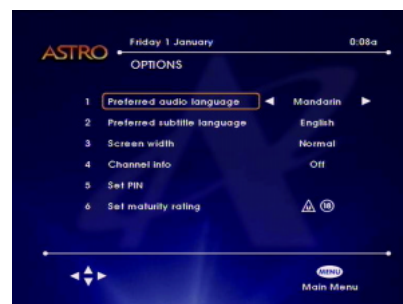 Friday 1 January 0:08a
ASTRO
OPTIONS
1 Preferred audio language Mandarin
2 Preferred subtitle language English
3 Screen width Normal
4 Channel info Off
5 Set PIN
6 Set maturity rating U 18
MENU
Main Menu